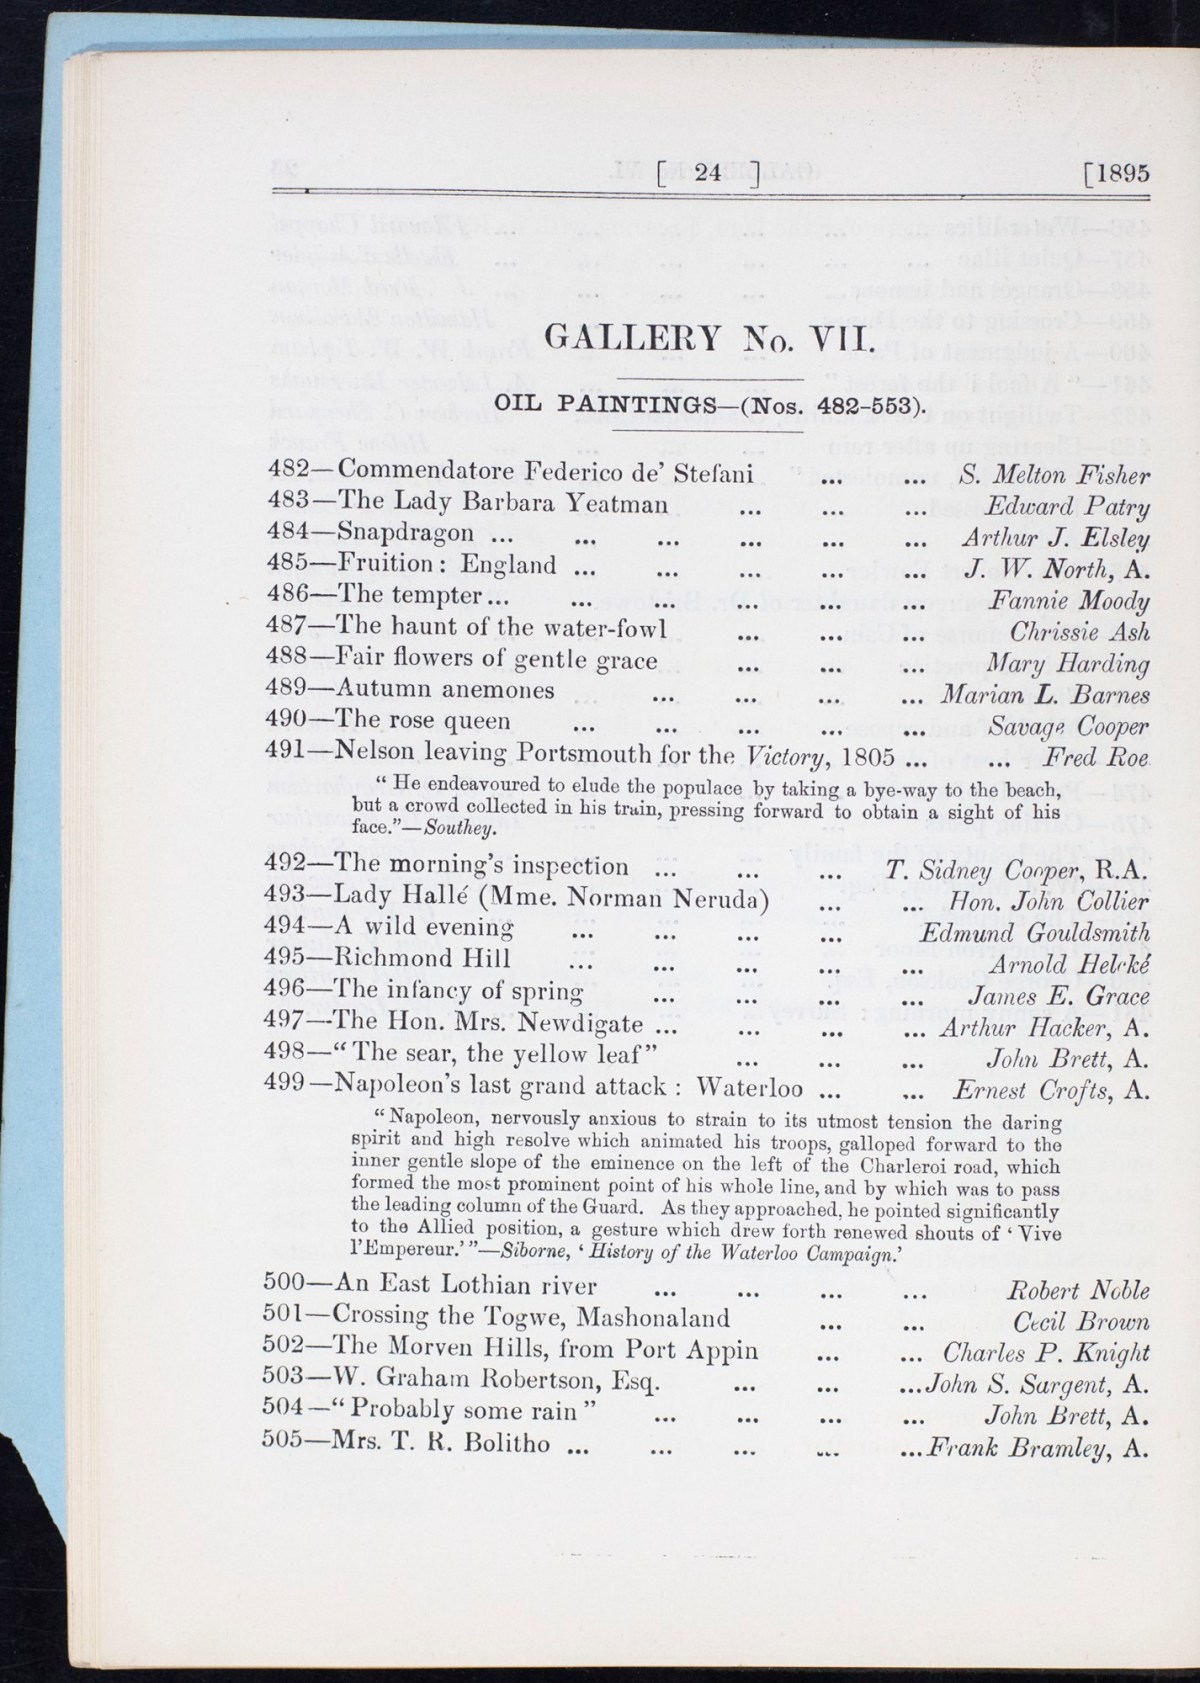 [ 24 ] [1895
GALLERY No. VII.
OIL PAINTINGS—(Nos. 482-553).
482—Commendatore Federico de' Stefani ... ... S. Melton Fisher
483—The Lady Barbara Yeatman ... ... ... Edward Patry
484—Snapdragon ... ... ... ... ... ... Arthur J. Elsley
485—Fruition : England ... ... ... ... ... J. W. North, A.
486—The tempter ... ... ... ... ... ... Fannie Moody
487—The haunt of the water-fowl ... ... ... Chrissie Ash
488—Fair flowers of gentle grace ... ... ... Mary Harding
489—Autumn anemones ... ... ... ... Marian L. Barnes
490—The rose queen ... ... ... ... ... Savage Cooper
491—Nelson leaving Portsmouth for the Victory, 1805 ... ... Fred Roe
" He endeavoured to elude the populace by taking a bye-way to the beach,
but a crowd collected in his train, pressing forward to obtain a sight of his
face."—Southey.
492—The morning's inspection ... ... ... T. Sidney Cooper, R.A.
493—Lady Hallé (Mme. Norman Neruda) ... ... Hon. John Collier
494—A wild evening ... ... ... ... Edmund Gouldsmith
495—Richmond Hill ... ... ... ... ... Arnold Helcké
496—The infancy of spring ... ... ... ... James E. Grace
497—The Hon. Mrs. Newdigate ... ... ... ... Arthur Hacker, A.
498—" The sear, the yellow leaf " ... ... ... John Brett, A.
499—Napoleon's last grand attack : Waterloo ... ... Ernest Crofts, A.
" Napoleon, nervously anxious to strain to its utmost tension the daring
spirit and high resolve which animated his troops, galloped forward to the
inner gentle slope of the eminence on the left of the Charleroi road, which
formed the most prominent point of his whole line, and by which was to pass
the leading column of the Guard. As they approached, he pointed significantly
to the Allied position, a gesture which drew forth renewed shouts of ' Vive
l'Empereur.' "—Siborne, ' History of the Waterloo Campaign.'
500—An East Lothian river ... ... ... ... Robert Noble
501—Crossing the Togwe, Mashonaland ... ... Cecil Brown
502—The Morven Hills, from Port Appin ... ... Charles P. Knight
503—W. Graham Robertson, Esq. ... ... ... John S. Sargent, A.
504—" Probably some rain " ... ... ... ... John Brett, A.
505—Mrs. T. R. Bolitho ... ... ... ... ... Frank Bramley, A.